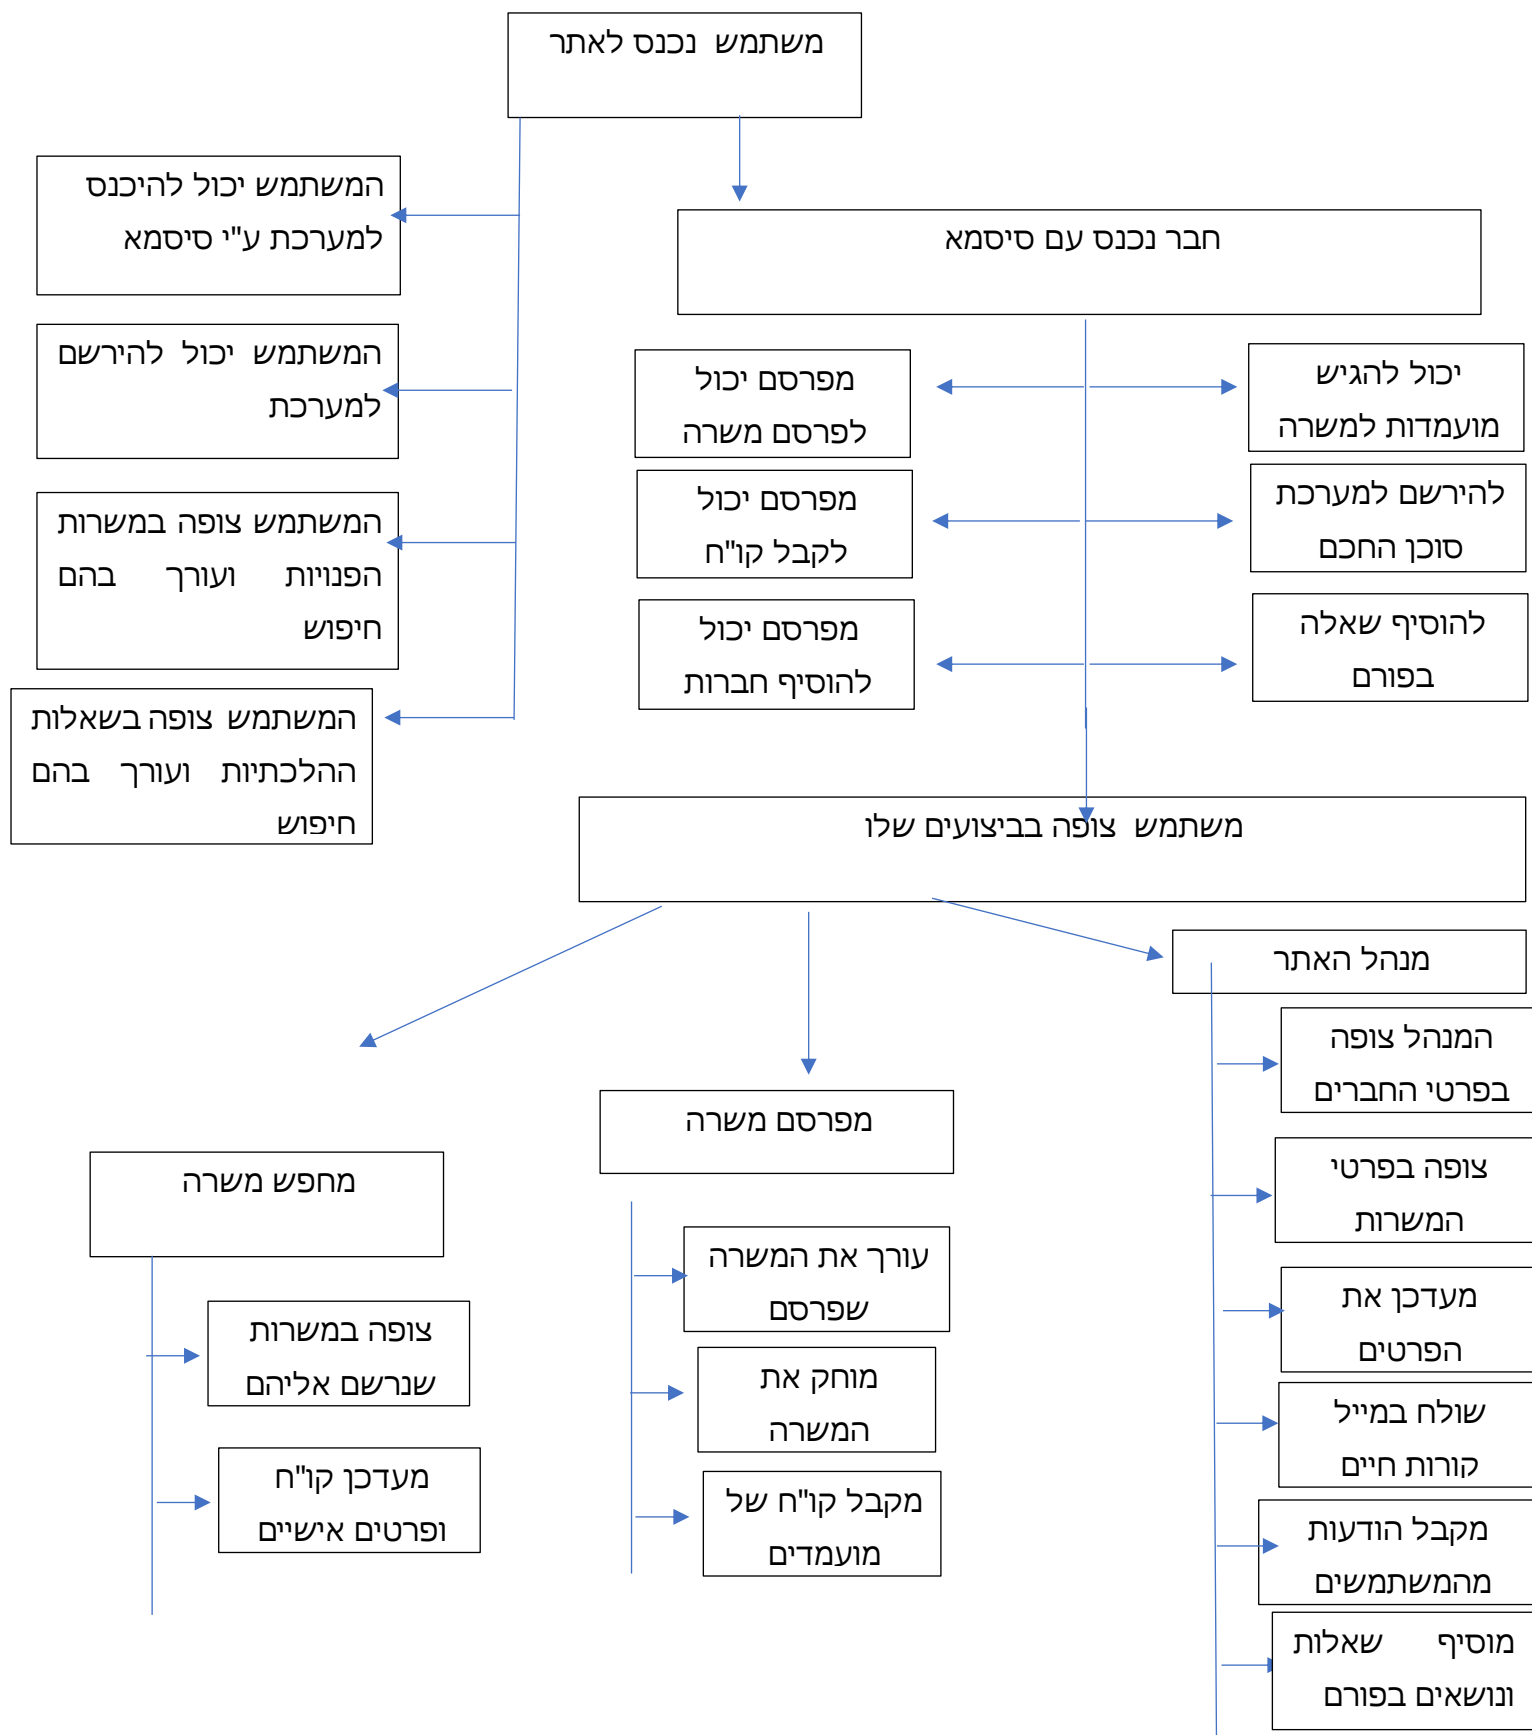 משתמש נכנס לאתר
המשתמש יכול להיכנס
למערכת ע"י סיסמא
המשתמש יכול להירשם
למערכת
המשתמש צופה במשרות
הפנויות ועורך בהם
חיפוש
המשתמש צופה בשאלות
ההלכתיות ועורך בהם
חיפוש
חבר נכנס עם סיסמא
יכול להגיש
מועמדות למשרה
להירשם למערכת
סוכן החכם
להוסיף שאלה
בפורם
מפרסם יכול
לפרסם משרה
מפרסם יכול
לקבל קו"ח
מפרסם יכול
להוסיף חברות
משתמש צופה בביצועים שלו
מנהל האתר
המנהל צופה
בפרטי החברים
צופה בפרטי
המשרות
מעדכן את
הפרטים
שולח במייל
קורות חיים
מקבל הודעות
מהמשתמשים
מוסיף שאלות
ונושאים בפורם
מפרסם משרה
עורך את המשרה
שפרסם
מוחק את
המשרה
מקבל קו"ח של
מועמדים
מחפש משרה
צופה במשרות
שנרשם אליהם
מעדכן קו"ח
ופרטים אישיים